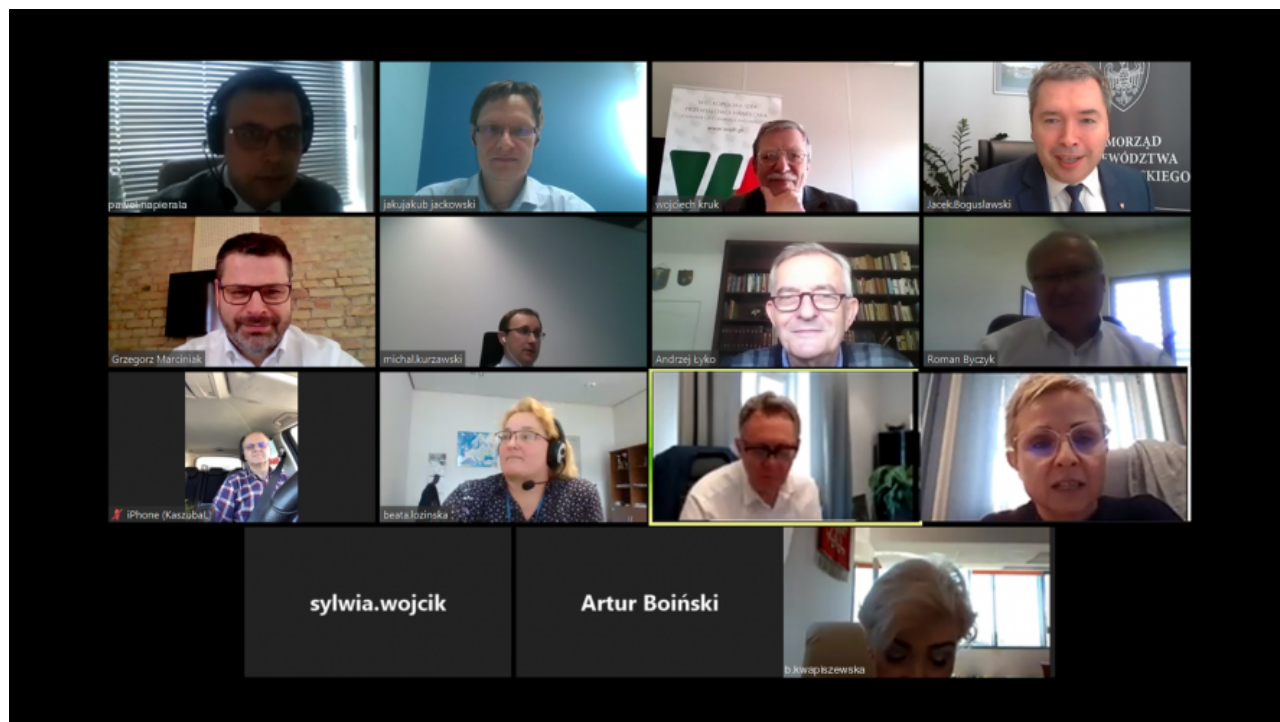 pawel napierala
jakujakub jackowski
wojciech kruk
MORZĄD
EWÓDZTWA
SKIEGO
Jacek.Boguslawski
Grzegorz Marciniak
michal.kurzawski
Andrzej Łyko
Roman Byczyk
iPhone (KaszubaL)
beata.lozinska
sylwia.wojcik
Artur Boiński
b.kwapiszewska